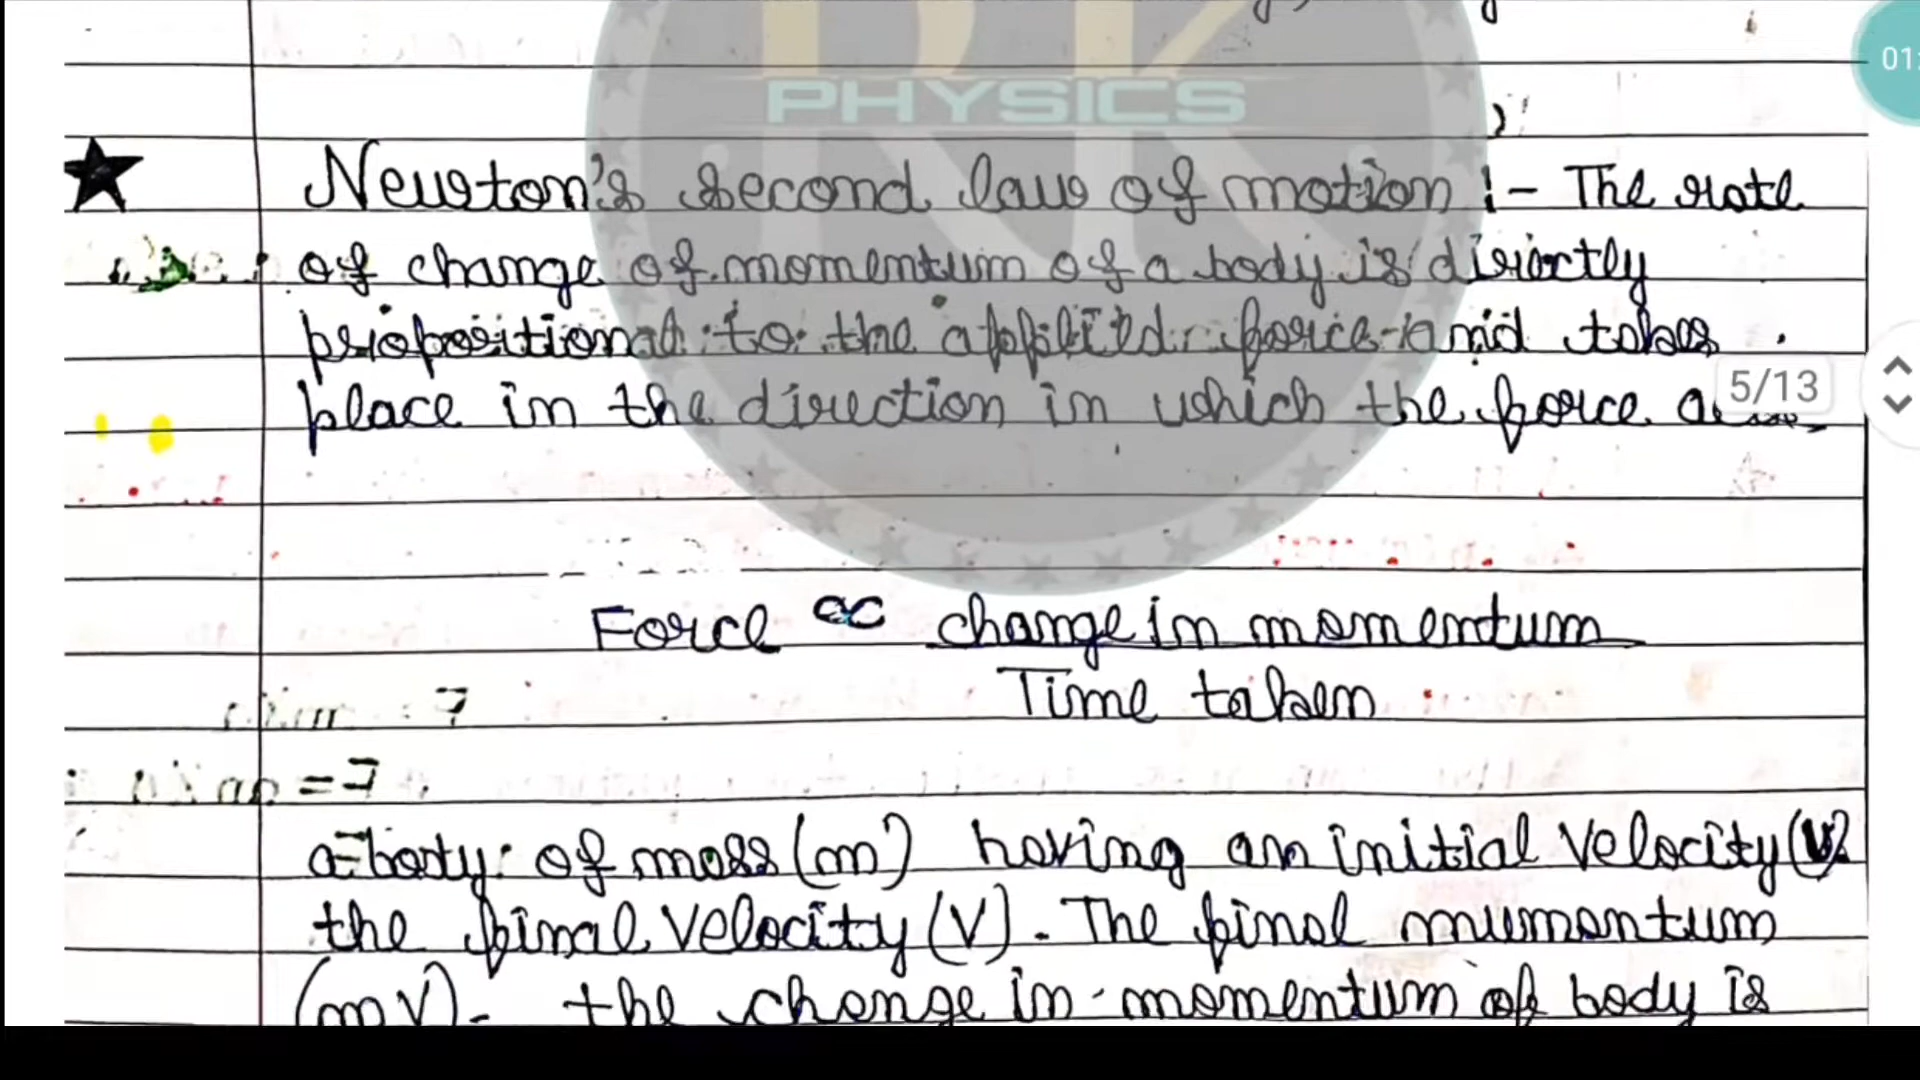 RK
PHYSICS
01:
Newton's second law of motion :- The rate
of change of momentum of a body is directly
proportional to the applied force and takes
place in the direction in which the force
5/13
Force ∝ change in momentum
Time taken
a body of mass (m) having an initial velocity (u)
the final velocity (V). The final mumantum
(mV). the change in momentum of body is